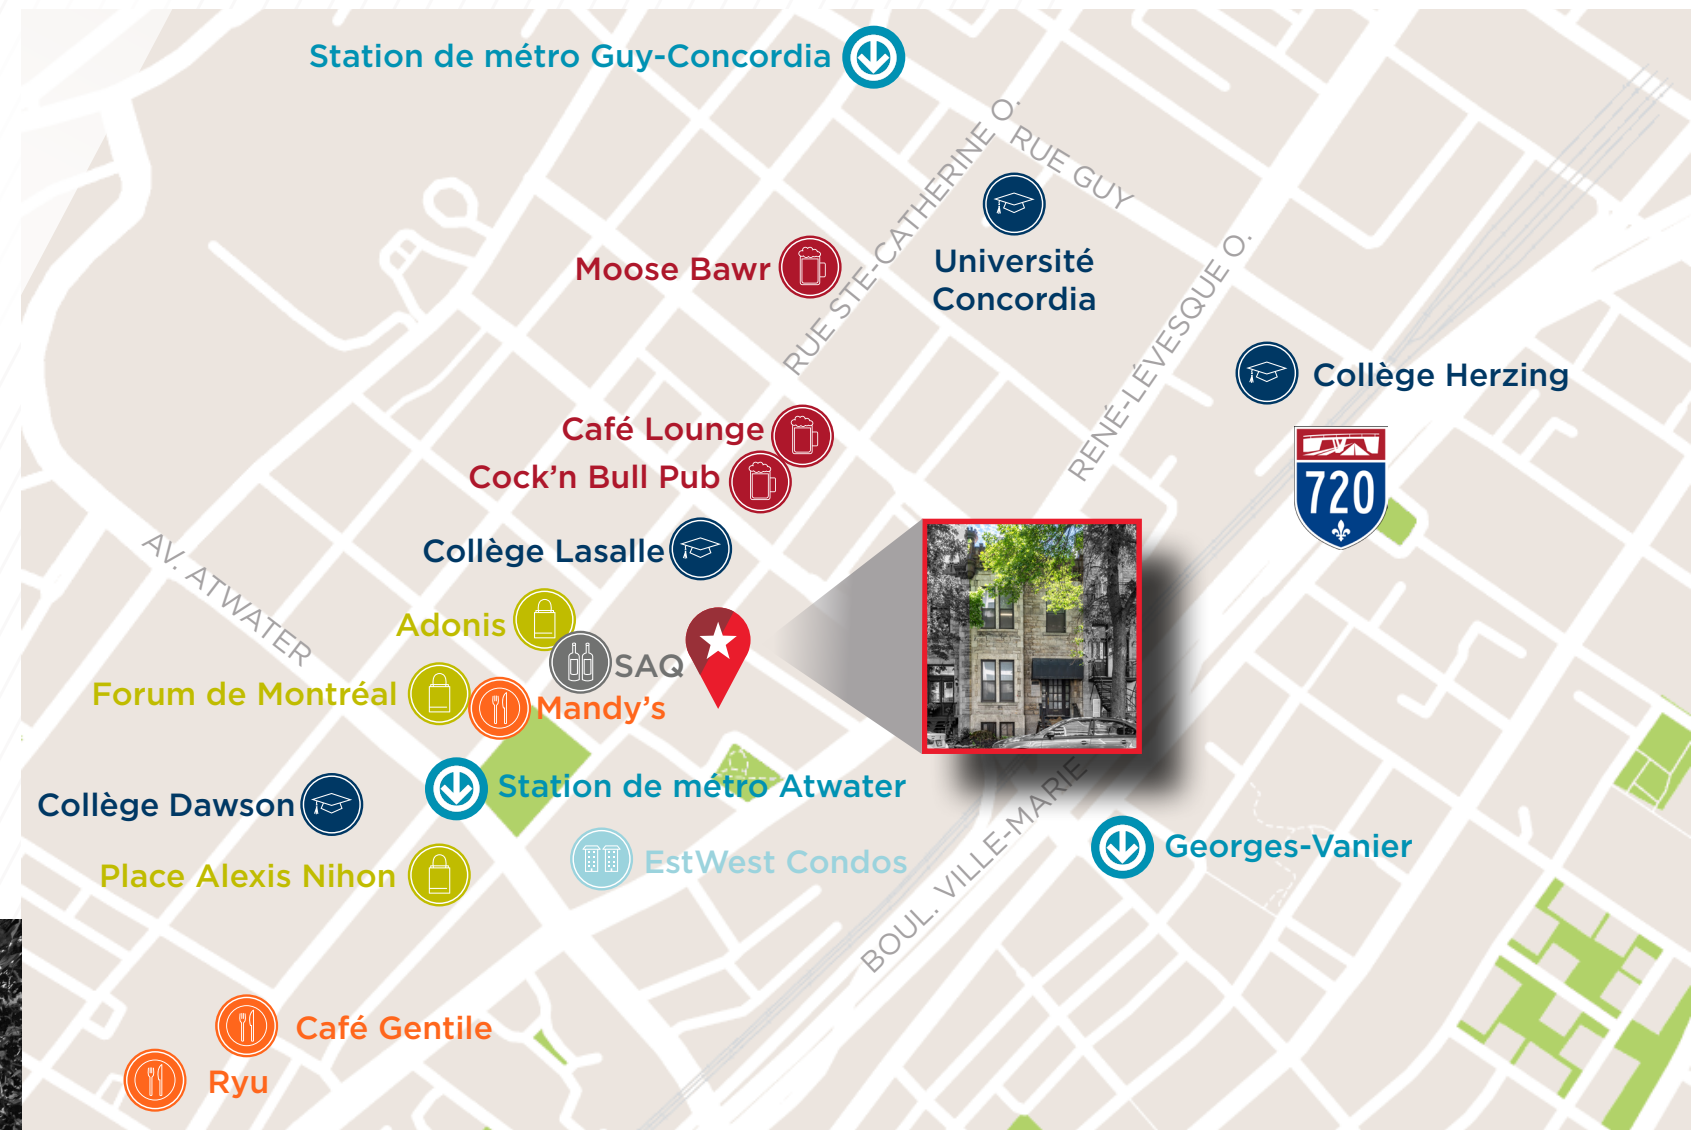 Station de métro Guy-Concordia
RUE STE-CATHERINE O.
RUE GUY
Université
Concordia
Moose Bawr
RENÉ-LÉVESQUE O.
Collège Herzing
Café Lounge
Cock'n Bull Pub
720
Collège Lasalle
AV. ATWATER
Adonis
SAQ
Forum de Montréal
Mandy's
Station de métro Atwater
Collège Dawson
BOUL. VILLE-MARIE
Georges-Vanier
EstWest Condos
Place Alexis Nihon
Café Gentile
Ryu